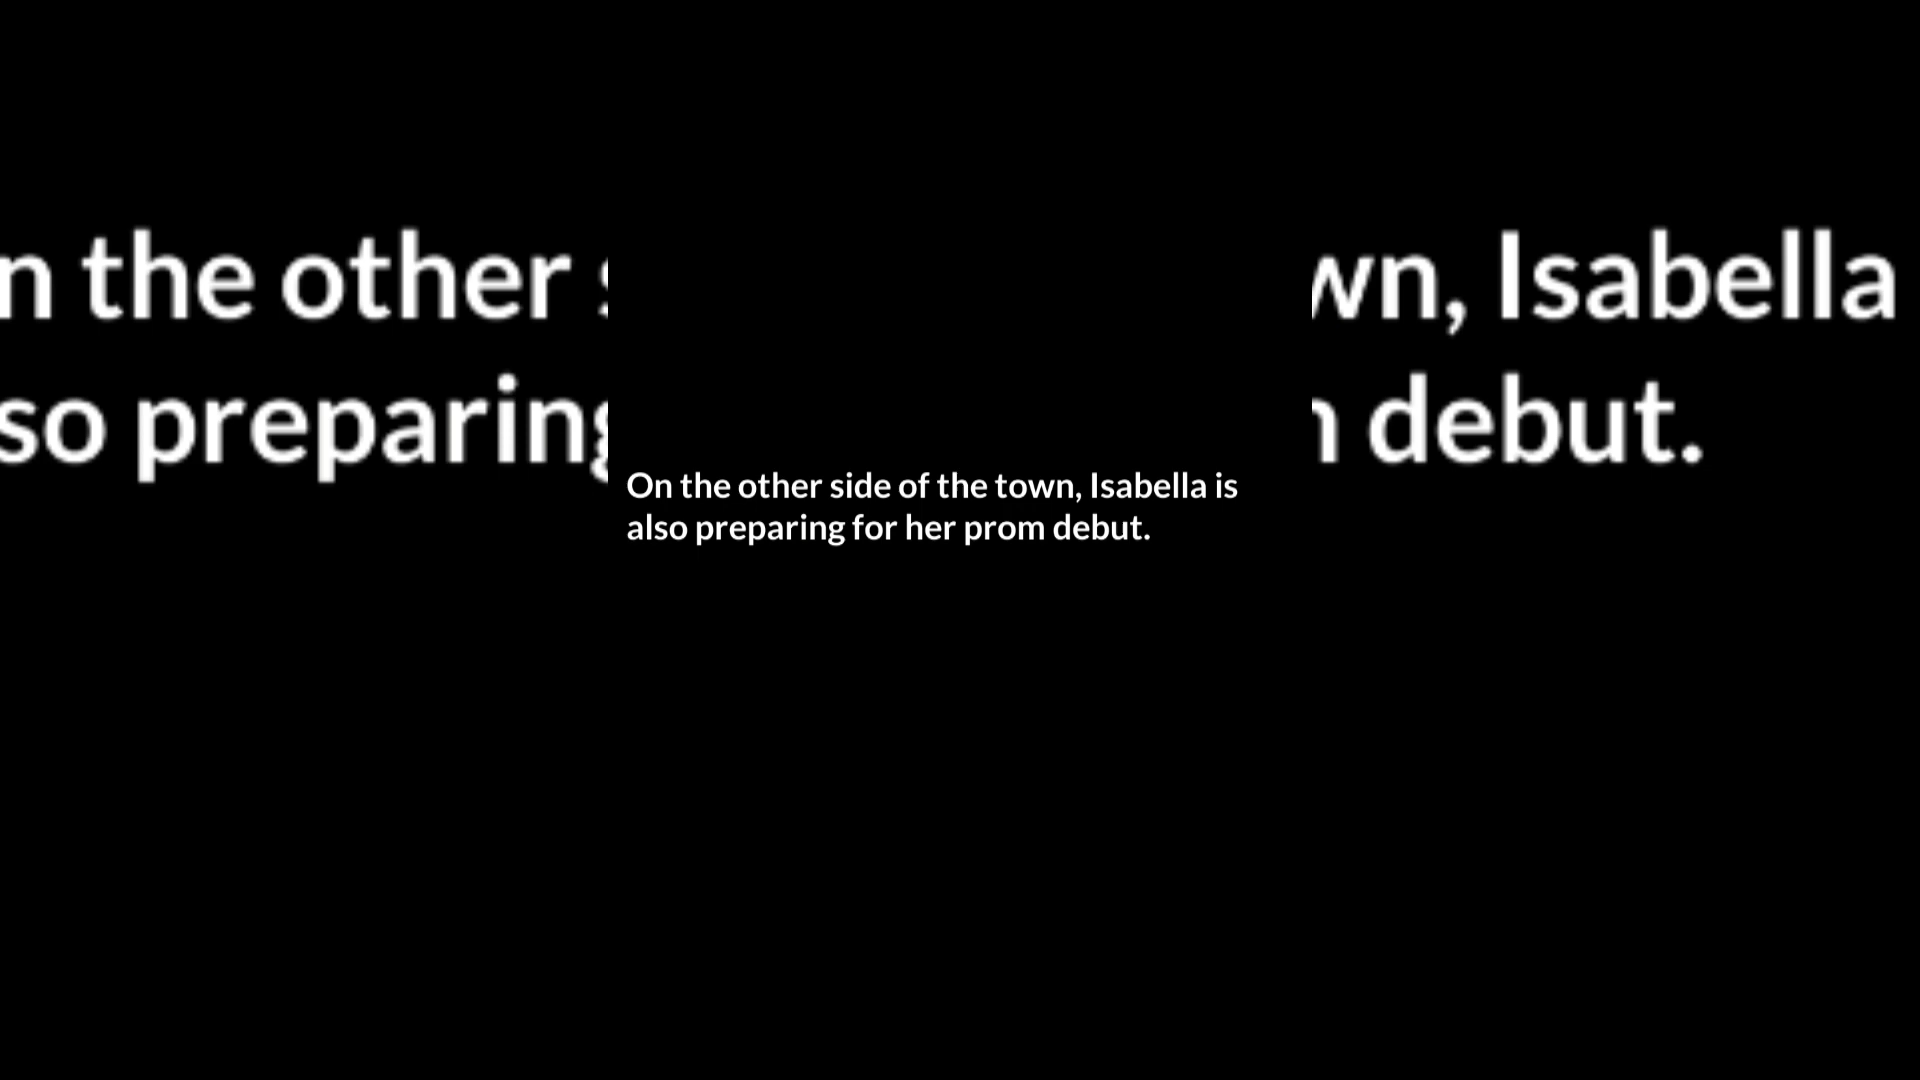 n the other
wn, Isabella
so preparing
debut.
On the other side of the town, Isabella is
also preparing for her prom debut.